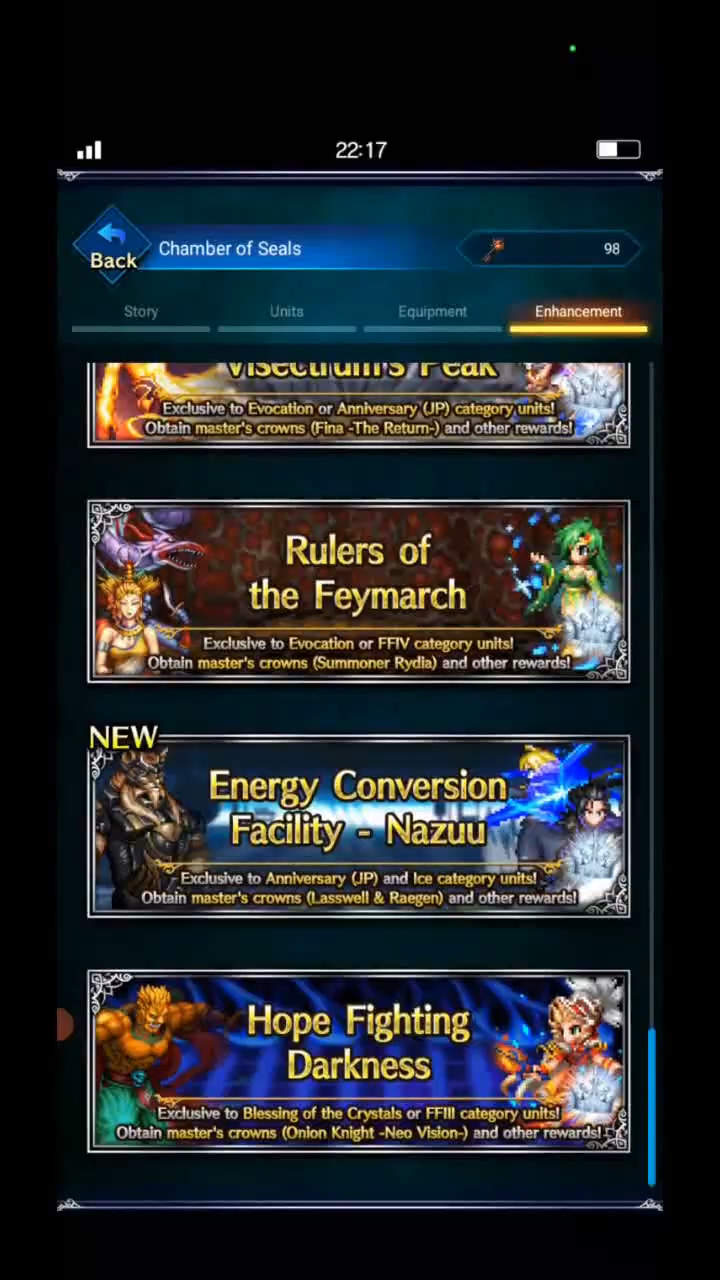 22:17
Back
Chamber of Seals
98
Story
Units
Equipment
Enhancement
Visectrum's Peak
Exclusive to Evocation or Anniversary (JP) category units!
Obtain master's crowns (Fina -The Return-) and other rewards!
Rulers of
the Feymarch
Exclusive to Evocation or FFIV category units!
Obtain master's crowns (Summoner Rydia) and other rewards!
NEW
Energy Conversion
Facility - Nazuu
Exclusive to Anniversary (JP) and Ice category units!
Obtain master's crowns (Lasswell & Raegen) and other rewards!
Hope Fighting
Darkness
Exclusive to Blessing of the Crystals or FFIII category units!
Obtain master's crowns (Onion Knight -Neo Vision-) and other rewards!